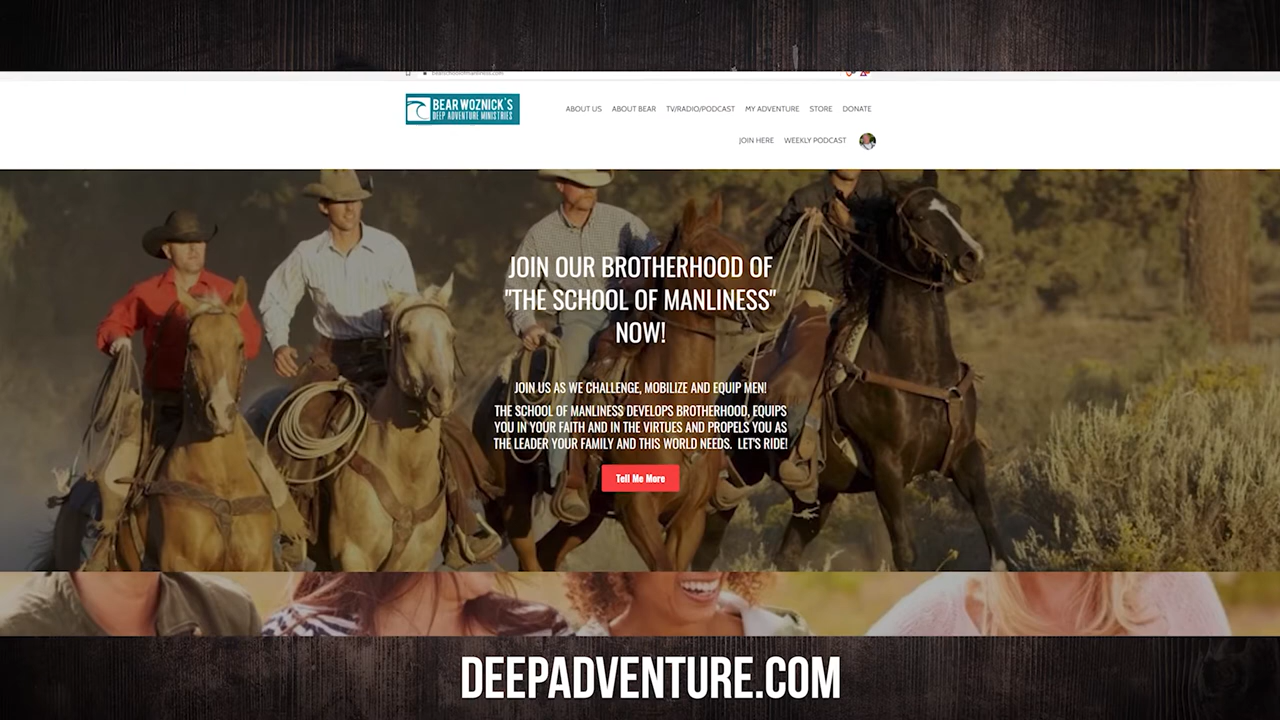 BEAR WOZNICK'S
DEEP ADVENTURE MINISTRIES
ABOUT US ABOUT BEAR TV/RADIO/PODCAST MY ADVENTURE STORE DONATE
JOIN HERE WEEKLY PODCAST
JOIN OUR BROTHERHOOD OF
"THE SCHOOL OF MANLINESS"
NOW!
JOIN US AS WE CHALLENGE, MOBILIZE AND EQUIP MEN!
THE SCHOOL OF MANLINESS DEVELOPS BROTHERHOOD, EQUIPS
YOU IN YOUR FAITH AND IN THE VIRTUES AND PROPELS YOU AS
THE LEADER YOUR FAMILY AND THIS WORLD NEEDS. LET'S RIDE!
Tell Me More
DEEPADVENTURE.COM